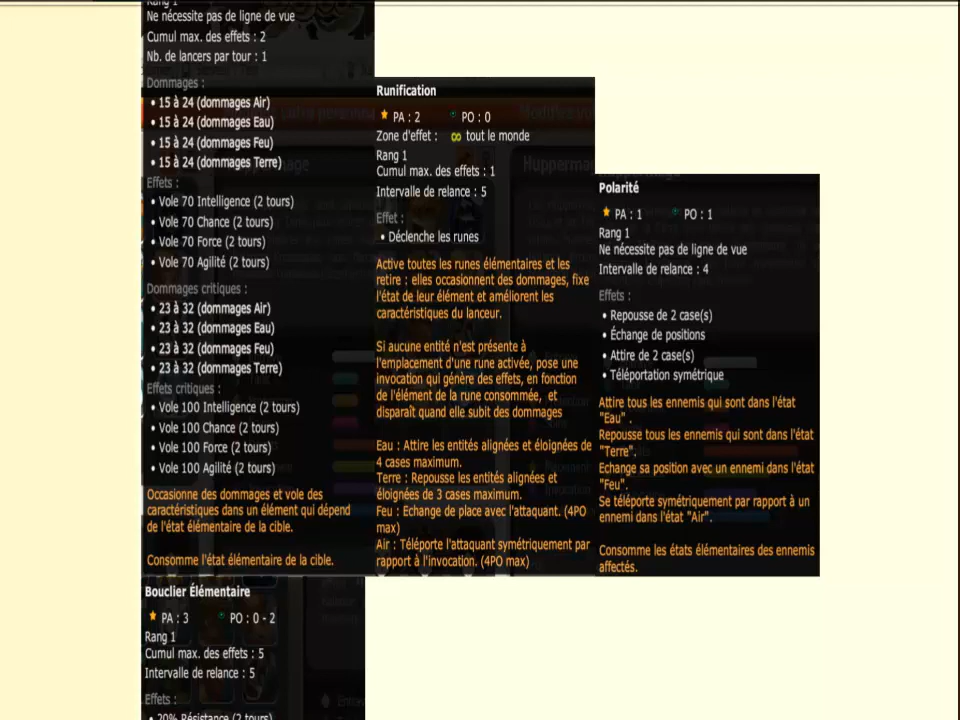 Rang 1
Ne nécessite pas de ligne de vue
Cumul max. des effets : 2
Nb. de lancers par tour : 1
Dommages :
• 15 à 24 (dommages Air)
• 15 à 24 (dommages Eau)
• 15 à 24 (dommages Feu)
• 15 à 24 (dommages Terre)
Effets :
• Vole 70 Intelligence (2 tours)
• Vole 70 Chance (2 tours)
• Vole 70 Force (2 tours)
• Vole 70 Agilité (2 tours)
Dommages critiques :
• 23 à 32 (dommages Air)
• 23 à 32 (dommages Eau)
• 23 à 32 (dommages Feu)
• 23 à 32 (dommages Terre)
Effets critiques :
• Vole 100 Intelligence (2 tours)
• Vole 100 Chance (2 tours)
• Vole 100 Force (2 tours)
• Vole 100 Agilité (2 tours)
Occasionne des dommages et vole des
caractéristiques dans un élément qui dépend
de l'état élémentaire de la cible.
Consomme l'état élémentaire de la cible.
Runification
PA : 2 PO : 0
Zone d'effet : tout le monde
Rang 1
Cumul max. des effets : 1
Intervalle de relance : 5
Effet :
• Déclenche les runes
Active toutes les runes élémentaires et les
retire : elles occasionnent des dommages, fixe
l'état de leur élément et améliorent les
caractéristiques du lanceur.
Si aucune entité n'est présente à
l'emplacement d'une rune activée, pose une
invocation qui génère des effets, en fonction
de l'élément de la rune consommée, et
disparaît quand elle subit des dommages
Eau : Attire les entités alignées et éloignées de
4 cases maximum.
Terre : Repousse les entités alignées et
éloignées de 3 cases maximum.
Feu : Echange de place avec l'attaquant. (4PO
max)
Air : Téléporte l'attaquant symétriquement par
rapport à l'invocation. (4PO max)
Polarité
PA : 1 PO : 1
Rang 1
Ne nécessite pas de ligne de vue
Intervalle de relance : 4
Effets :
• Repousse de 2 case(s)
• Échange de positions
• Attire de 2 case(s)
• Téléportation symétrique
Attire tous les ennemis qui sont dans l'état
"Eau".
Repousse tous les ennemis qui sont dans l'état
"Terre".
Echange sa position avec un ennemi dans l'état
"Feu".
Se téléporte symétriquement par rapport à un
ennemi dans l'état "Air".
Consomme les états élémentaires des ennemis
affectés.
Bouclier Élémentaire
PA : 3 PO : 0 - 2
Rang 1
Cumul max. des effets : 5
Intervalle de relance : 5
Effets :
• 20% Résistance (2 tours)